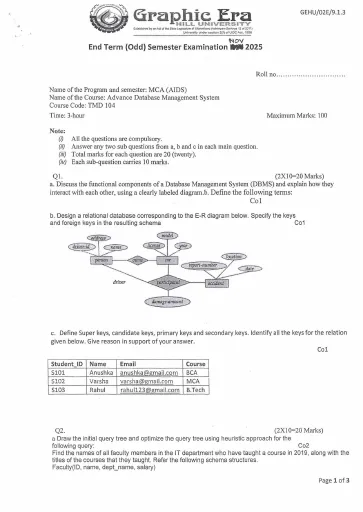 GEHU/02E/9.1.3
Graphic Era
HILL UNIVERSITY
NOV
End Term (Odd) Semester Examination 2025
Roll no..............................
Name of the Program and semester: MCA (AIDS)
Name of the Course: Advance Database Management System
Course Code: TMD 104
Time: 3-hour Maximum Marks: 100
Note:
(i) All the questions are compulsory.
(ii) Answer any two sub questions from a, b and c in each main question.
(iii) Total marks for each question are 20 (twenty).
(iv) Each sub-question carries 10 marks.
Q1. (2X10=20 Marks)
a. Discuss the functional components of a Database Management System (DBMS) and explain how they
interact with each other, using a clearly labeled diagram.b. Define the following terms:
Co1
b. Design a relational database corresponding to the E-R diagram below. Specify the keys
and foreign keys in the resulting schema Co1
address
model
driver-id name license year
location
person owns car report-number date
driver participated accident
damage-amount
c. Define Super keys, candidate keys, primary keys and secondary keys. Identify all the keys for the relation
given below. Give reason in support of your answer.
Co1
Student_ID Name Email Course
S101 Anushka anushka@gmail.com BCA
S102 Varsha varsha@gmail.com MCA
S103 Rahul rahul123@gmail.com B.Tech
Q2. (2X10=20 Marks)
a Draw the initial query tree and optimize the query tree using heuristic approach for the
following query: Co2
Find the names of all faculty members in the IT department who have taught a course in 2019, along with the
titles of the courses that they taught. Refer the following schema structures.
Faculty(ID, name, dept_name, salary)
Page 1 of 3